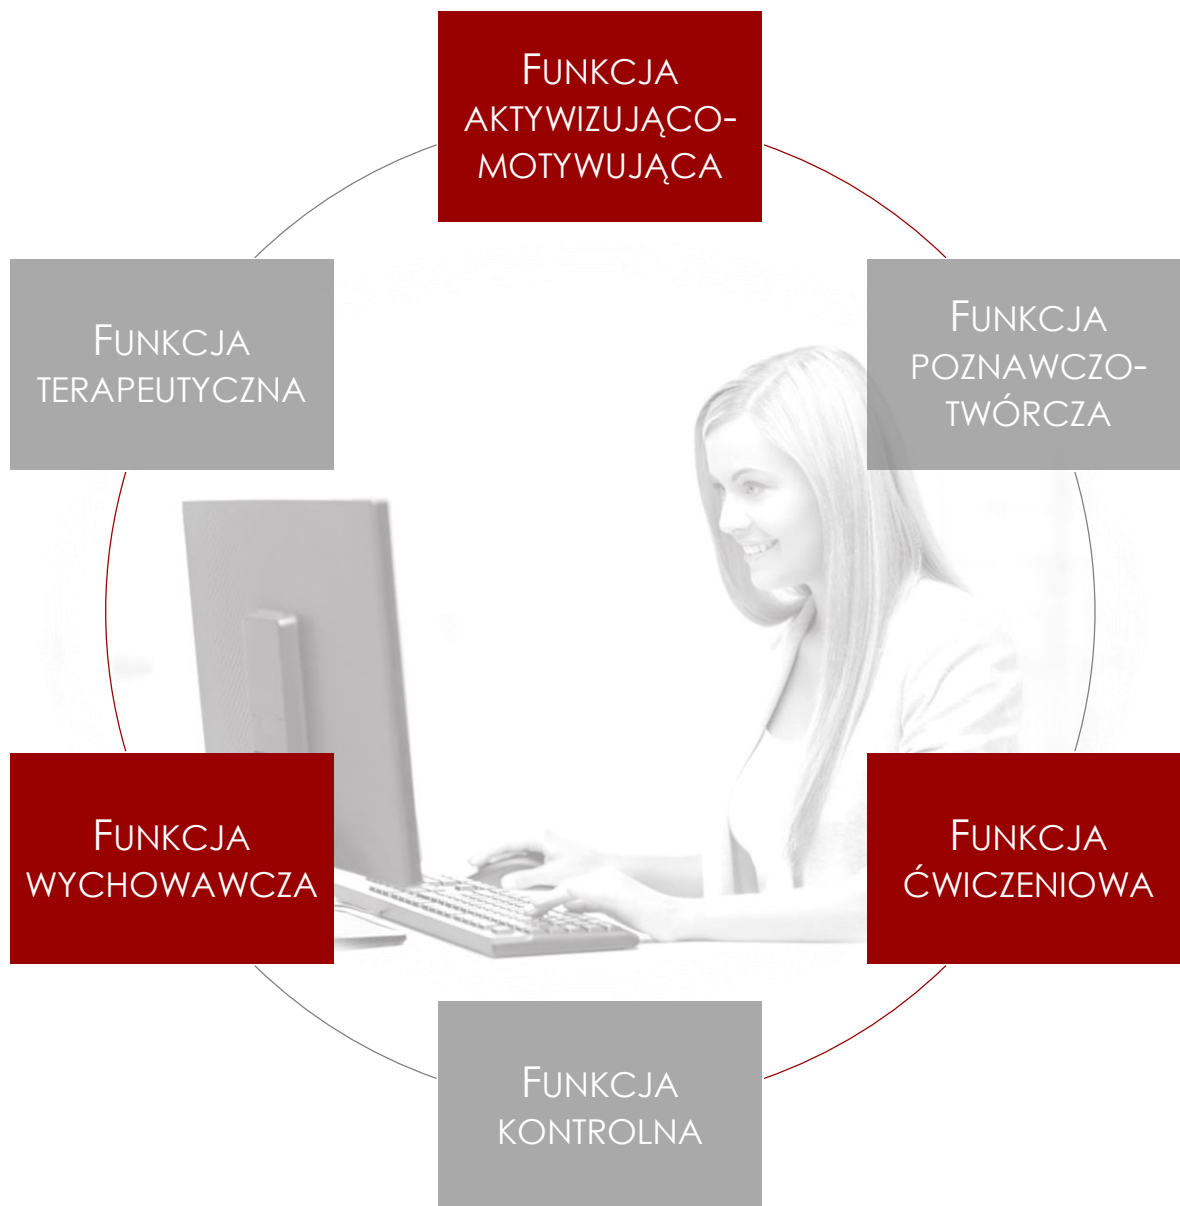 Funkcja
aktywizująco-
motywująca
Funkcja
poznawczo-
twórcza
Funkcja
ćwiczeniowa
Funkcja
kontrolna
Funkcja
wychowawcza
Funkcja
terapeutyczna